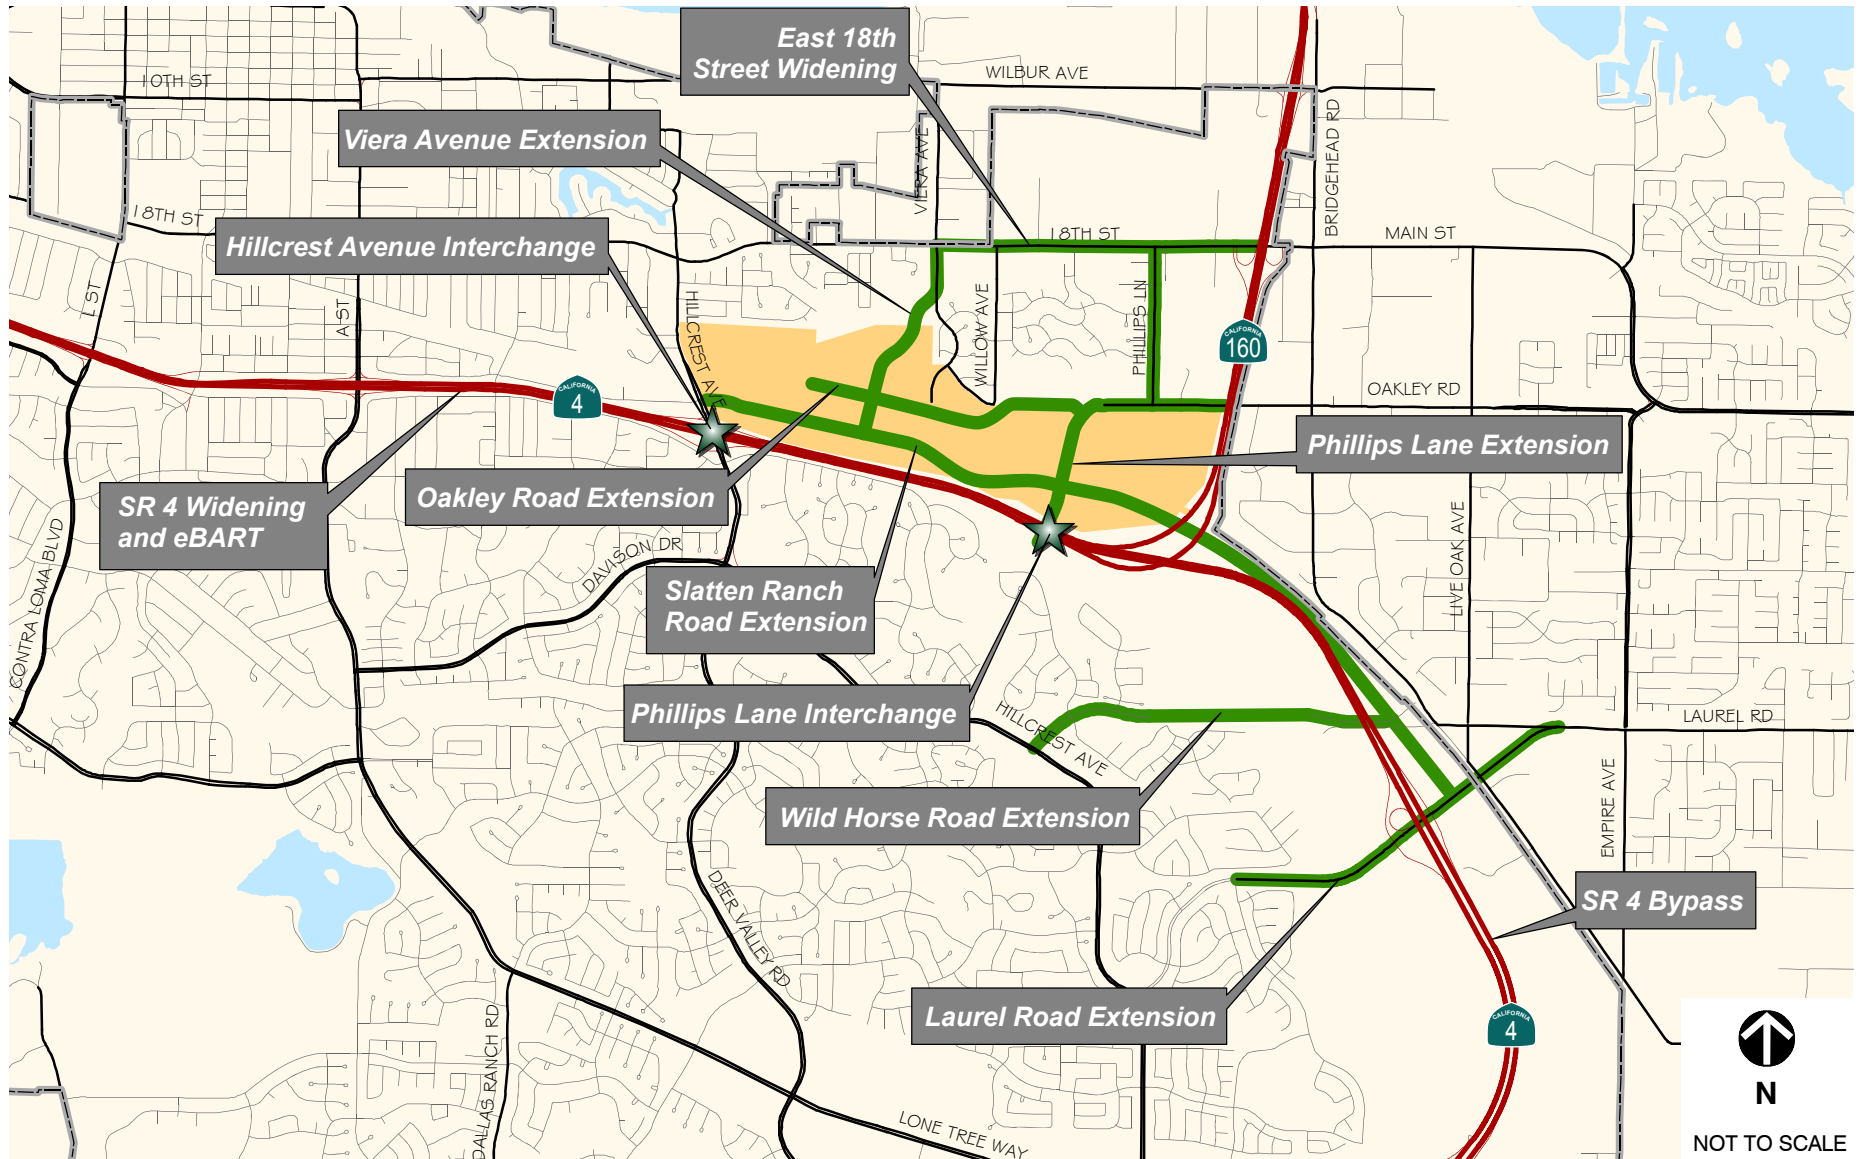 East 18th
Street Widening
WILBUR AVE
10TH ST
BRIDGEHEAD RD
Viera Avenue Extension
VIERA AVE
18TH ST
18TH ST
MAIN ST
Hillcrest Avenue Interchange
L ST
A ST
HILLCREST AVE
WILLOW AVE
PHILLIPS LN
CALIFORNIA
160
CALIFORNIA
4
OAKLEY RD
Phillips Lane Extension
Oakley Road Extension
SR 4 Widening
and eBART
LIVE OAK AVE
CONTRA LOMA BLVD
DAVISON DR
Slatten Ranch
Road Extension
Phillips Lane Interchange
HILLCREST AVE
LAUREL RD
Wild Horse Road Extension
EMPIRE AVE
DEER VALLEY RD
SR 4 Bypass
Laurel Road Extension
CALIFORNIA
4
DALLAS RANCH RD
LONE TREE WAY
N
NOT TO SCALE